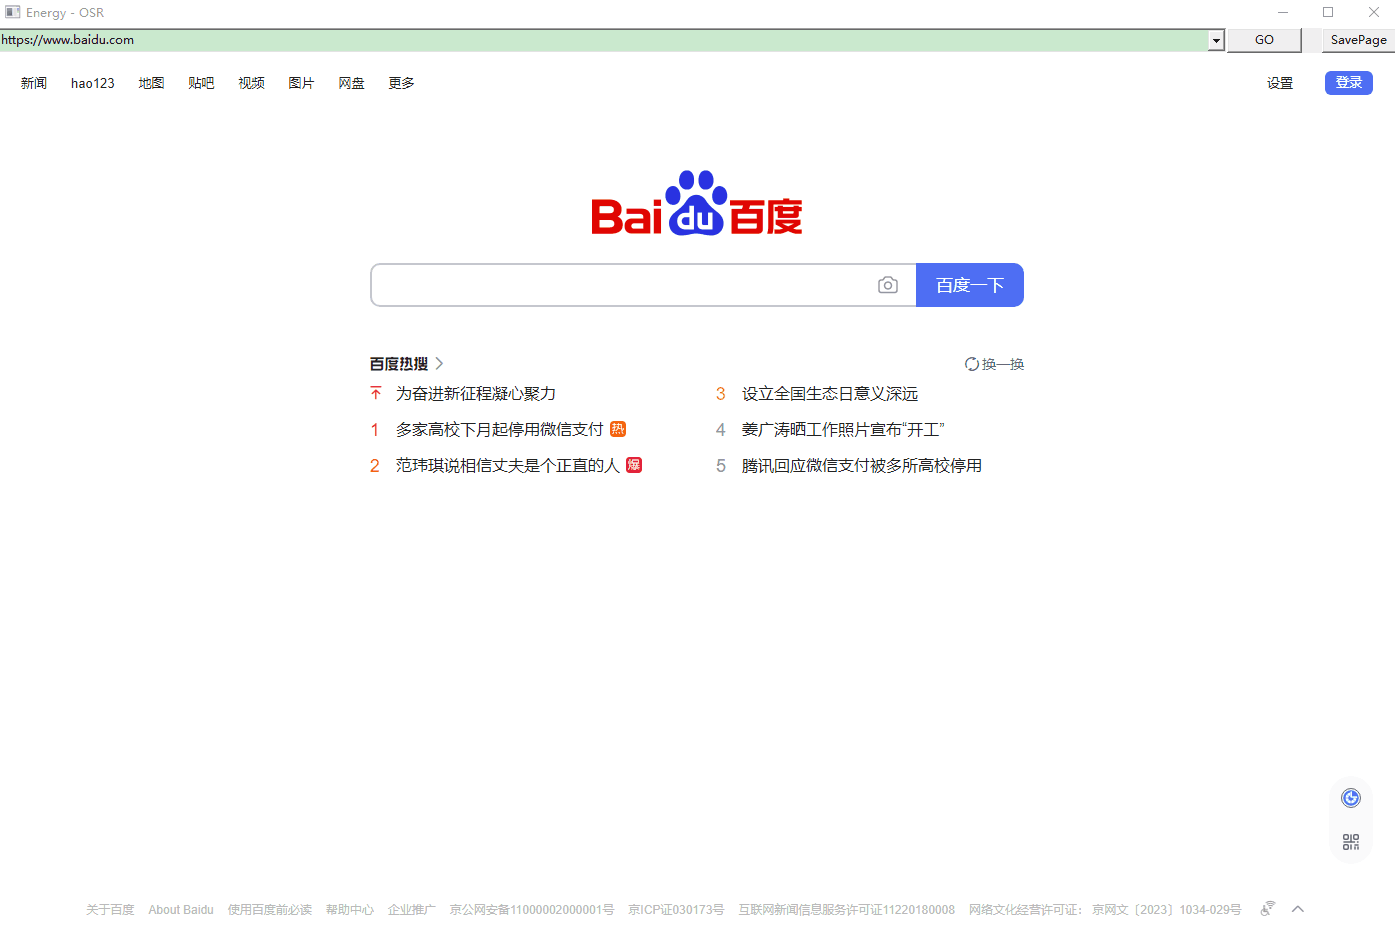 Energy - OSR
https://www.baidu.com GO SavePage
新闻 hao123 地图 贴吧 视频 图片 网盘 更多 设置 登录
Bai du 百度
百度一下
百度热搜 换一换
为奋进新征程凝心聚力
1 多家高校下月起停用微信支付 热
2 范玮琪说相信丈夫是个正直的人 爆
3 设立全国生态日意义深远
4 姜广涛晒工作照片宣布“开工”
5 腾讯回应微信支付被多所高校停用
关于百度 About Baidu 使用百度前必读 帮助中心 企业推广 京公网安备11000002000001号 京ICP证030173号 互联网新闻信息服务许可证11220180008 网络文化经营许可证： 京网文〔2023〕1034-029号